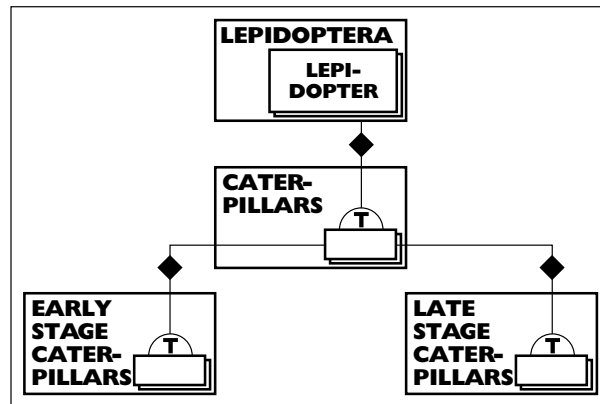 LEPIDOPTERA
LEPI-
DOPTER
CATER-
PILLARS
T
EARLY
STAGE
CATER-
PILLARS
T
LATE
STAGE
CATER-
PILLARS
T